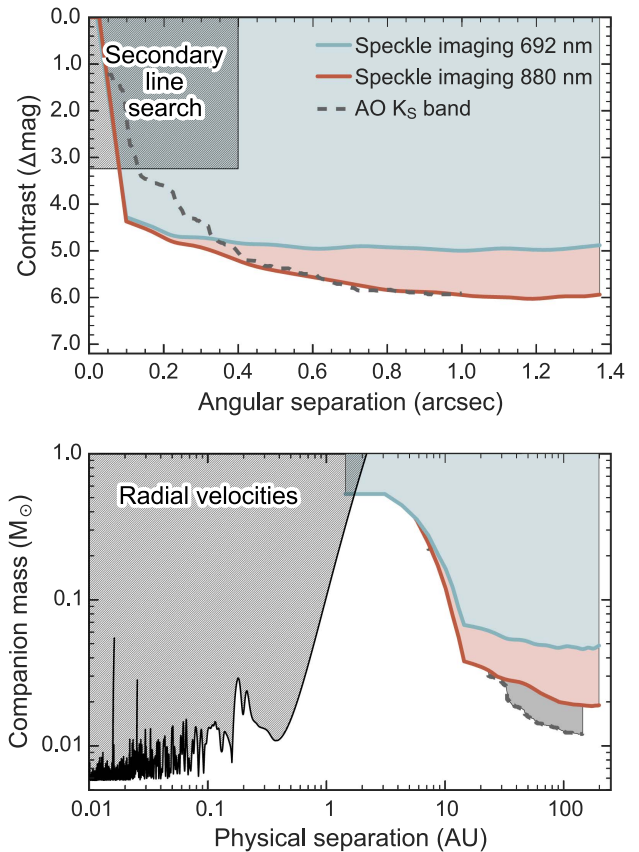 Secondary
line
search
Speckle imaging 692 nm
Speckle imaging 880 nm
AO K_S band
Contrast (Δmag)
0.0
1.0
2.0
3.0
4.0
5.0
6.0
7.0
0.0 0.2 0.4 0.6 0.8 1.0 1.2 1.4
Angular separation (arcsec)
Radial velocities
Companion mass (M⊙)
1.0
0.1
0.01
0.01 0.1 1 10 100
Physical separation (AU)